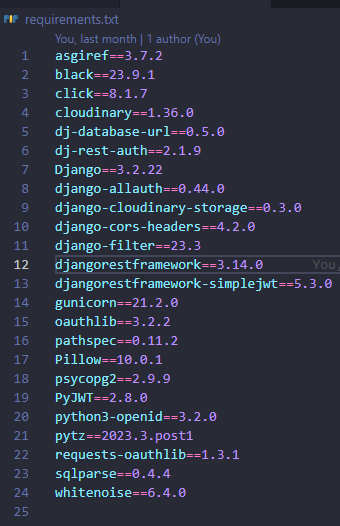 requirements.txt
You, last month | 1 author (You)
1 asgiref==3.7.2
2 black==23.9.1
3 click==8.1.7
4 cloudinary==1.36.0
5 dj-database-url==0.5.0
6 dj-rest-auth==2.1.9
7 Django==3.2.22
8 django-allauth==0.44.0
9 django-cloudinary-storage==0.3.0
10 django-cors-headers==4.2.0
11 django-filter==23.3
12 djangorestframework==3.14.0 You,
13 djangorestframework-simplejwt==5.3.0
14 gunicorn==21.2.0
15 oauthlib==3.2.2
16 pathspec==0.11.2
17 Pillow==10.0.1
18 psycopg2==2.9.9
19 PyJWT==2.8.0
20 python3-openid==3.2.0
21 pytz==2023.3.post1
22 requests-oauthlib==1.3.1
23 sqlparse==0.4.4
24 whitenoise==6.4.0
25